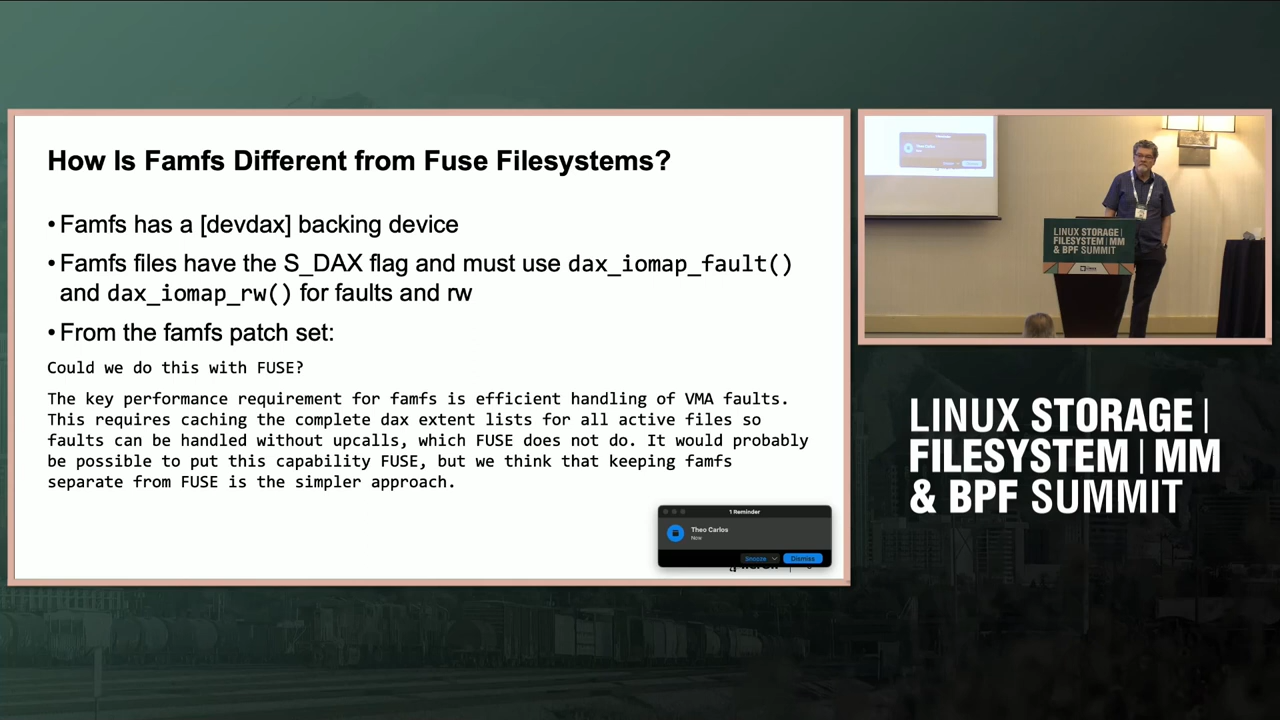 How Is Famfs Different from Fuse Filesystems?
• Famfs has a [devdax] backing device
• Famfs files have the S_DAX flag and must use dax_iomap_fault()
and dax_iomap_rw() for faults and rw
• From the famfs patch set:
Could we do this with FUSE?
The key performance requirement for famfs is efficient handling of VMA faults.
This requires caching the complete dax extent lists for all active files so
faults can be handled without upcalls, which FUSE does not do. It would probably
be possible to put this capability FUSE, but we think that keeping famfs
separate from FUSE is the simpler approach.
1 Reminder
Theo Carlos
Now
Snooze
Dismiss
LINUX STORAGE |
FILESYSTEM | MM
& BPF SUMMIT
LINUX STORAGE |
FILESYSTEM | MM
& BPF SUMMIT